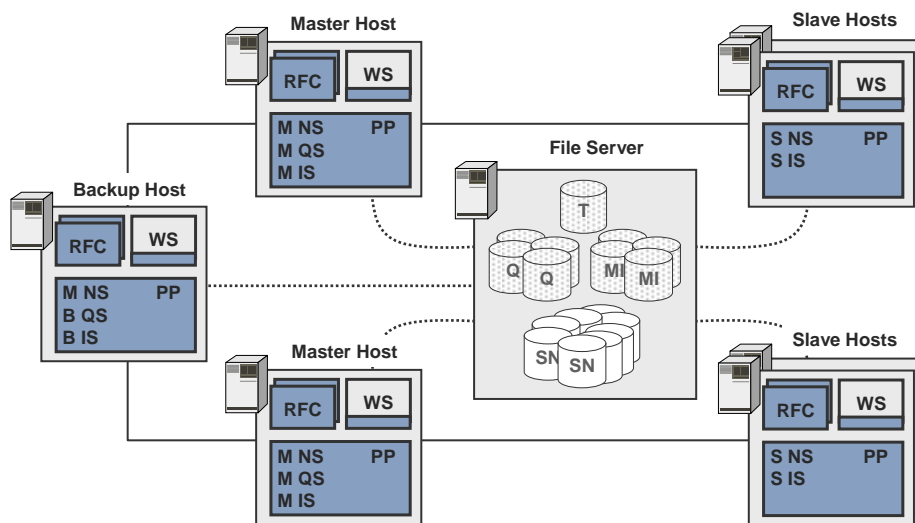 Master Host
RFC
WS
M NS PP
M QS
M IS
Slave Hosts
RFC
WS
S NS PP
S IS
Backup Host
RFC
WS
M NS PP
B QS
B IS
File Server
T
Q
Q
MI
MI
SN
SN
Master Host
RFC
WS
M NS PP
M QS
M IS
Slave Hosts
RFC
WS
S NS PP
S IS